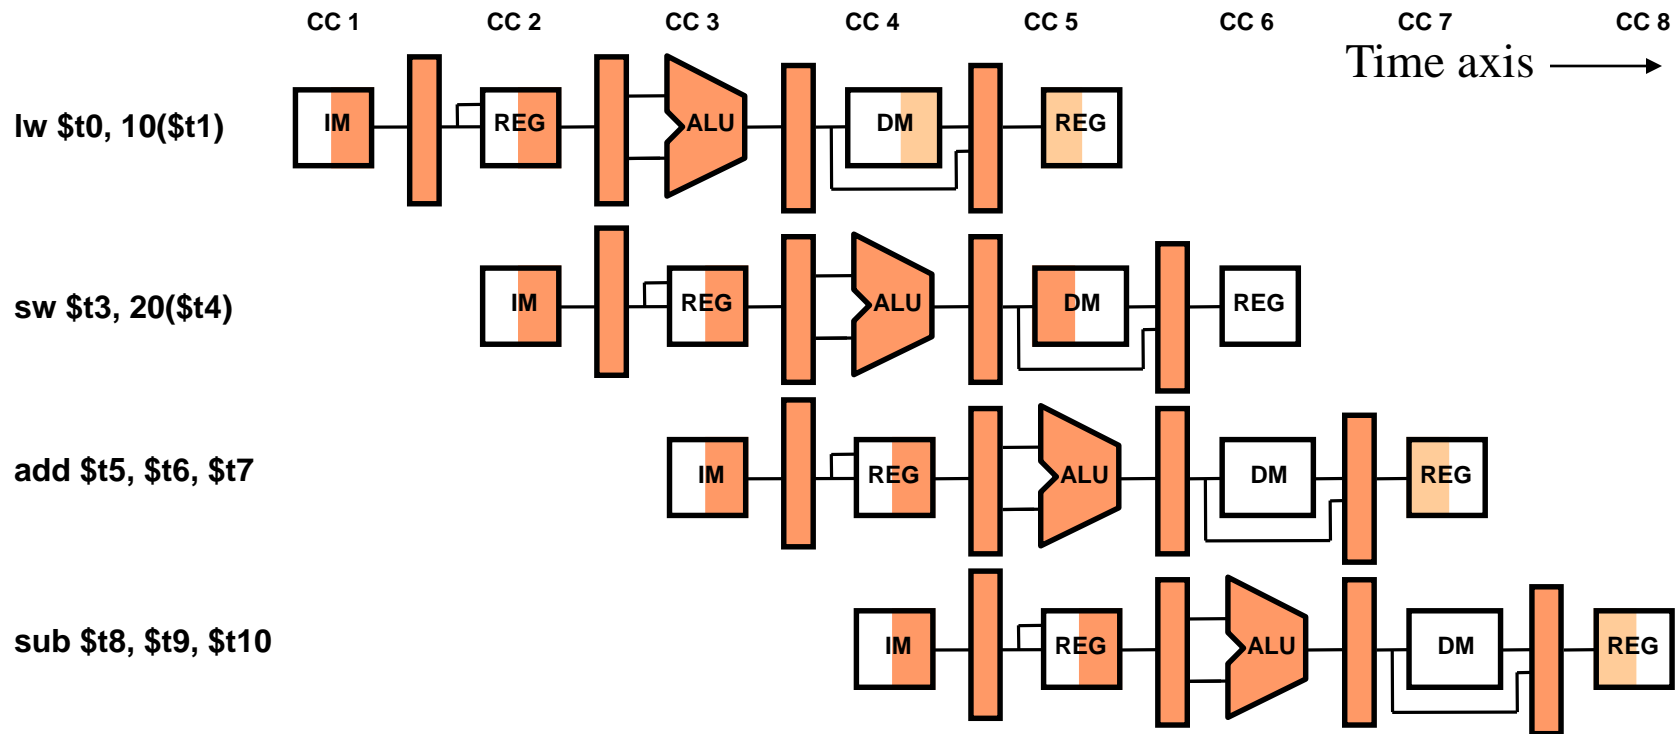 CC 1 CC 2 CC 3 CC 4 CC 5 CC 6 CC 7 CC 8
Time axis
lw $t0, 10($t1) IM REG ALU DM REG
sw $t3, 20($t4) IM REG ALU DM REG
add $t5, $t6, $t7 IM REG ALU DM REG
sub $t8, $t9, $t10 IM REG ALU DM REG